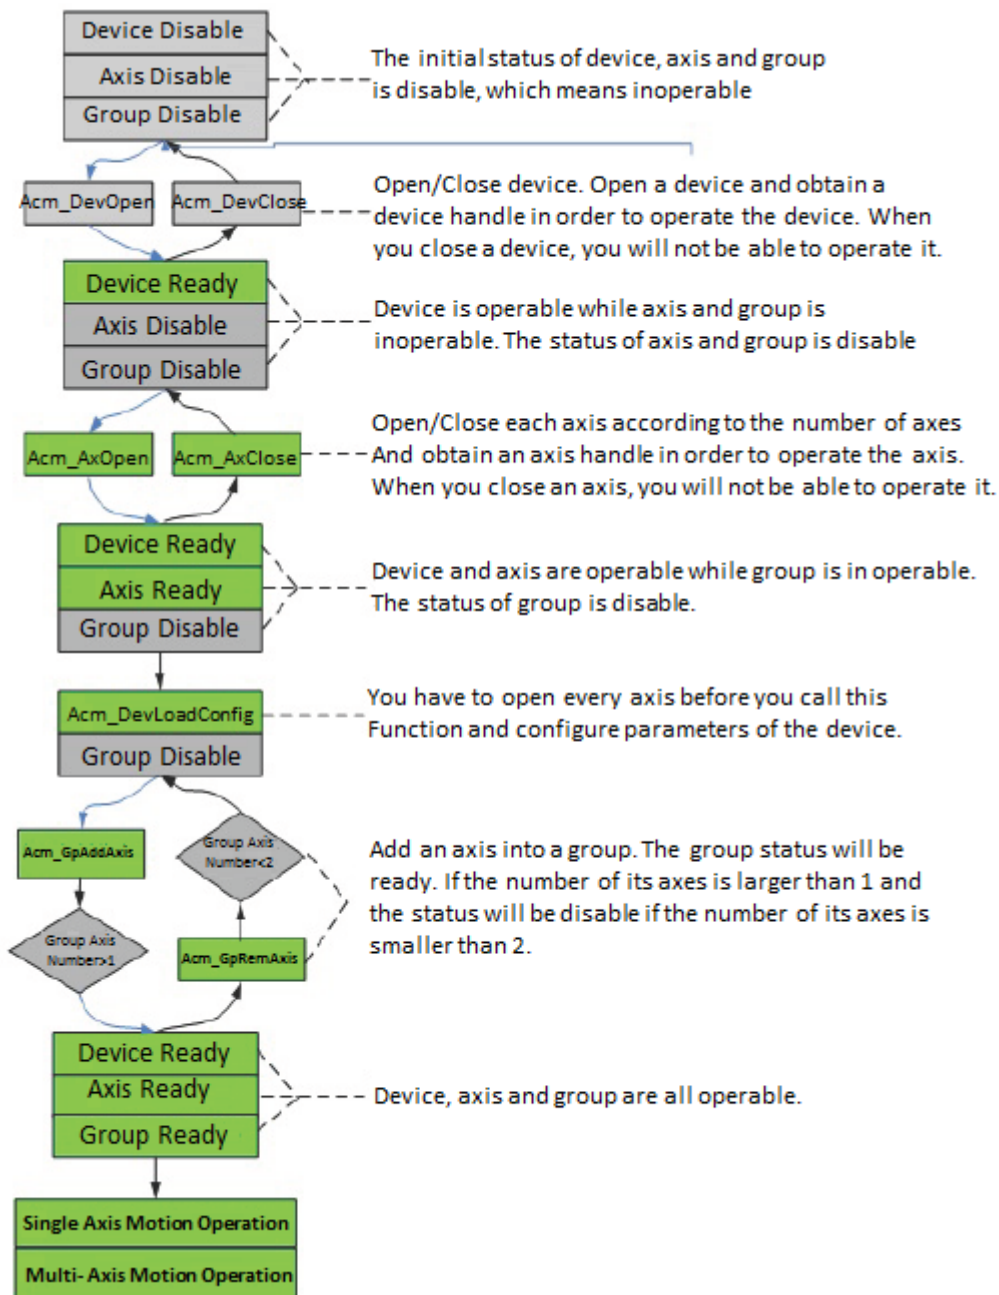 Device Disable
Axis Disable
Group Disable
The initial status of device, axis and group
is disable, which means inoperable
Acm_DevOpen
Acm_DevClose
Open/Close device. Open a device and obtain a
device handle in order to operate the device. When
you close a device, you will not be able to operate it.
Device Ready
Axis Disable
Group Disable
Device is operable while axis and group is
inoperable. The status of axis and group is disable
Acm_AxOpen
Acm_AxClose
Open/Close each axis according to the number of axes
And obtain an axis handle in order to operate the axis.
When you close an axis, you will not be able to operate it.
Device Ready
Axis Ready
Group Disable
Device and axis are operable while group is in operable.
The status of group is disable.
Acm_DevLoadConfig
Group Disable
You have to open every axis before you call this
Function and configure parameters of the device.
Acm_GpAddAxis
Group Axis
Number>1
Group Axis
Number<2
Acm_GpRemAxis
Add an axis into a group. The group status will be
ready. If the number of its axes is larger than 1 and
the status will be disable if the number of its axes is
smaller than 2.
Device Ready
Axis Ready
Group Ready
Device, axis and group are all operable.
Single Axis Motion Operation
Multi-Axis Motion Operation